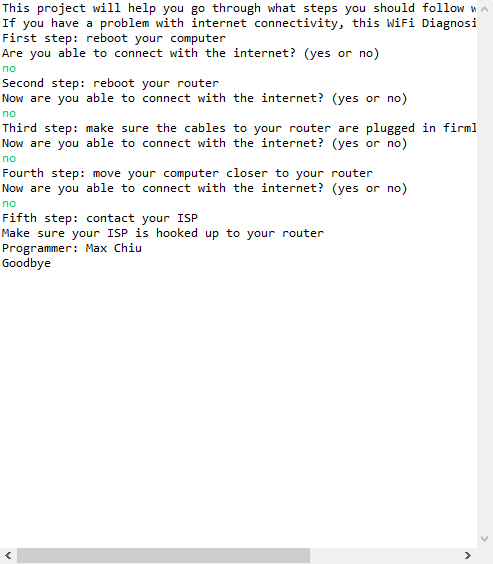 This project will help you go through what steps you should follow
If you have a problem with internet connectivity, this WiFi
First step: reboot your computer
Are you able to connect with the internet? (yes or no)
no
Second step: reboot your router
Now are you able to connect with the internet? (yes or no)
no
Third step: make sure the cables to your router are plugged in
Now are you able to connect with the internet? (yes or no)
no
Fourth step: move your computer closer to your router
Now are you able to connect with the internet? (yes or no)
no
Fifth step: contact your ISP
Make sure your ISP is hooked up to your router
Programmer: Max Chiu
Goodbye